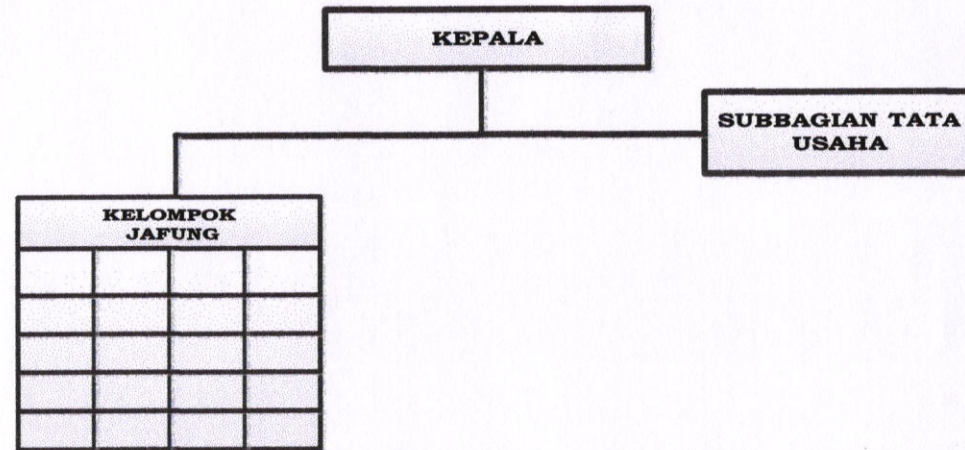 KEPALA
SUBBAGIAN TATA
USAHA
KELOMPOK
JAFUNG